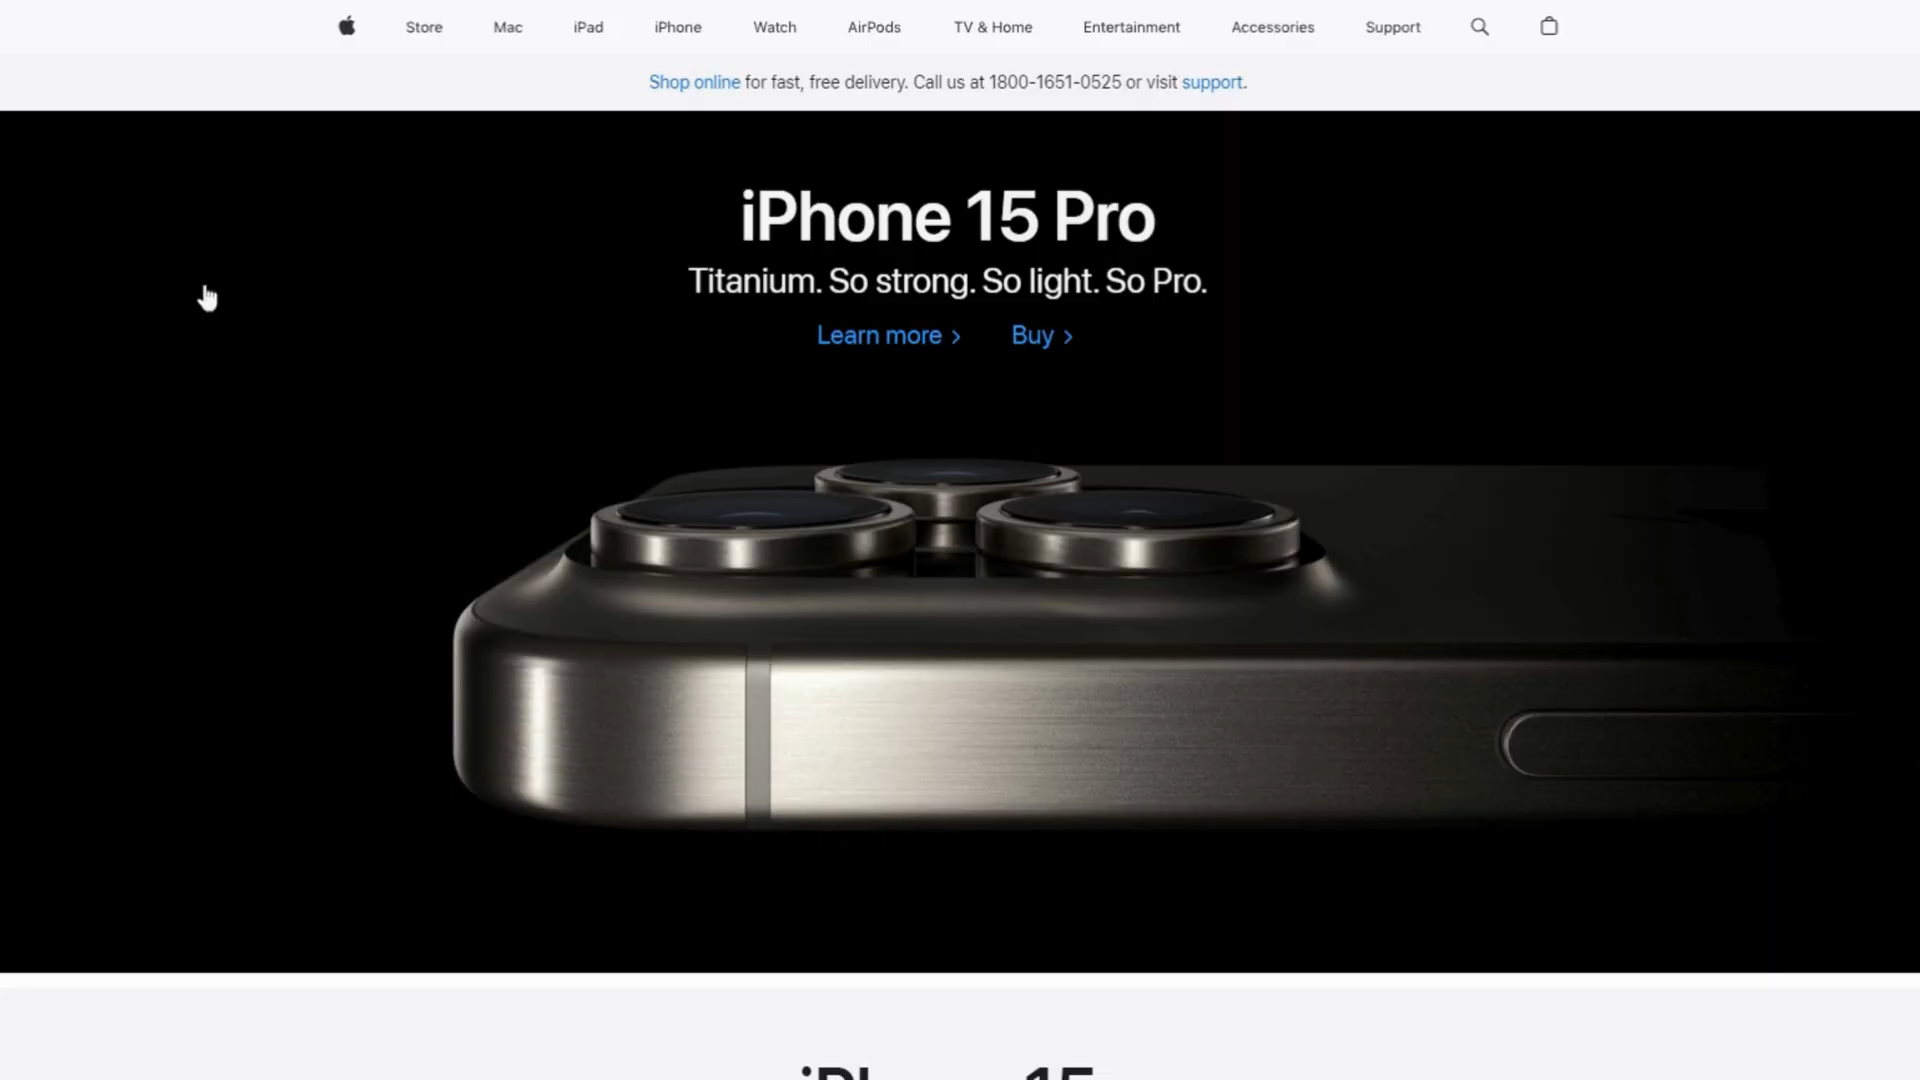 Store Mac iPad iPhone Watch AirPods TV & Home Entertainment Accessories Support
Shop online for fast, free delivery. Call us at 1800-1651-0525 or visit support.
iPhone 15 Pro
Titanium. So strong. So light. So Pro.
Learn more > Buy >
iPhone 15